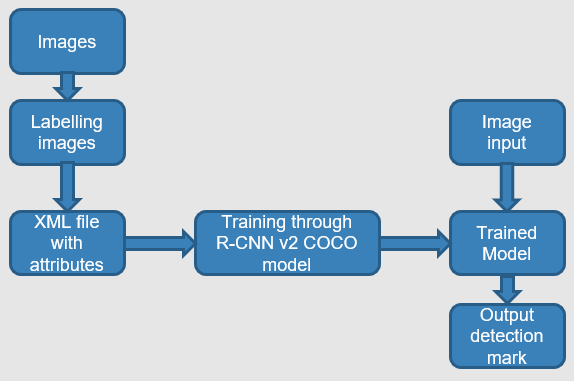 Images
Labelling
images
XML file
with
attributes
Training through
R-CNN v2 COCO
model
Image
input
Trained
Model
Output
detection
mark